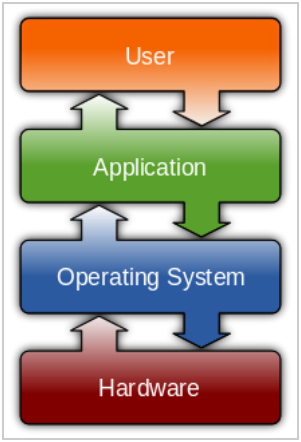 User
Application
Operating System
Hardware